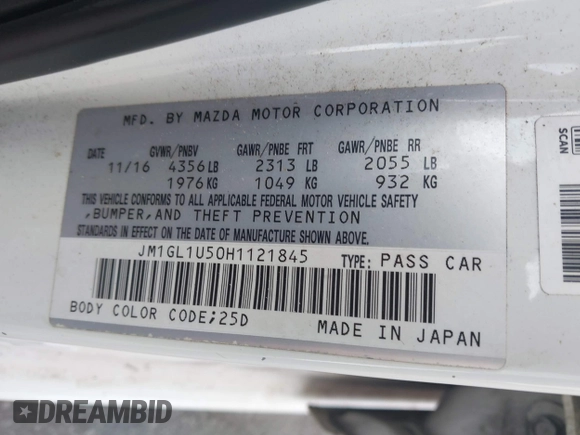 MFD. BY MAZDA MOTOR CORPORATION
DATE GVWR/PNBV GAWR/PNBE FRT GAWR/PNBE RR
11/16 4356LB 2313 LB 2055 LB
1976KG 1049 KG 932 KG
THIS VEHICLE CONFORMS TO ALL APPLICABLE FEDERAL MOTOR VEHICLE SAFETY
,BUMPER,AND THEFT PREVENTION
STANDARDS IN EFFECT ON THE DATE OF MANUFACTURE SHOWN ABOVE.
JM1GL1U50H1121845 TYPE: PASS CAR
BODY COLOR CODE;25D MADE IN JAPAN
SCAN
DREAMBID